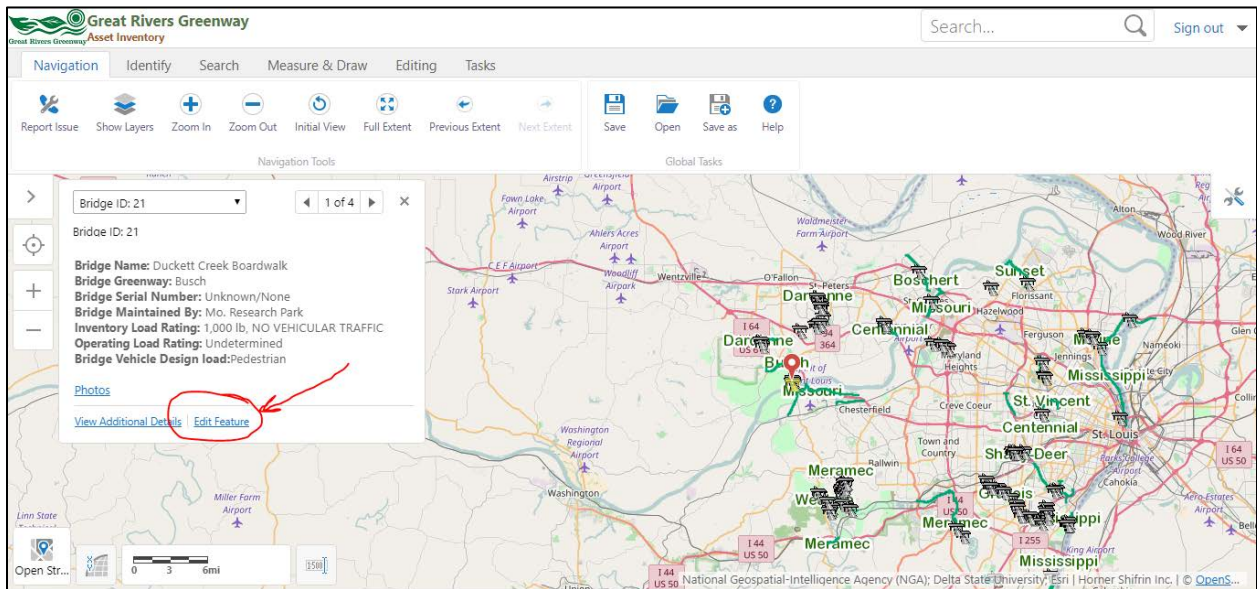 Great Rivers Greenway
Great Rivers Greenway
Asset Inventory
Search...
Sign out
Navigation Identify Search Measure & Draw Editing Tasks
Report Issue Show Layers Zoom In Zoom Out Initial View Full Extent Previous Extent Next Extent Save Open Save as Help
Navigation Tools Global Tasks
Bridge ID: 21
1 of 4
Bridge ID: 21
Bridge Name: Duckett Creek Boardwalk
Bridge Greenway: Busch
Bridge Serial Number: Unknown/None
Bridge Maintained By: Mo. Research Park
Inventory Load Rating: 1,000 lb, NO VEHICULAR TRAFFIC
Operating Load Rating: Undetermined
Bridge Vehicle Design load:Pedestrian
Photos
View Additional Details Edit Feature
Airstrip
Airport
Fawn Lake
Airport
Ahlers Acres
Airport
Waldmeister
Farm Airport
Alton
Wood River
C E F Airport
Woodliff
Airpark
Stark Airport
Wentzville
O'Fallon
St. Peters
Boschert
Sunset
Florissant
Dardenne
Missouri
Hazelwood
I 64
364
Centennial
Ferguson
Nameoki
Glen
Dardenne
Maryland
Heights
Jennings
Busch
Mississippi
Missouri
Chesterfield
Creve Coeur
St. Vincent
Centennial
St. Louis
Washington
Regional
Airport
Town and
Country
I 64
US 50
Ballwin
Cahokia
Meramec
Washington
Miller Farm
Airport
Linn State
Aero Estates
Airport
Meramec
Meramec
I 255
I 44
US 50
King Airport
Mississippi
I 44
US 50
Open Str...
0 3 6mi
1500
National Geospatial-Intelligence Agency (NGA); Delta State University; Esri | Horner Shifrin Inc. | © OpenS...